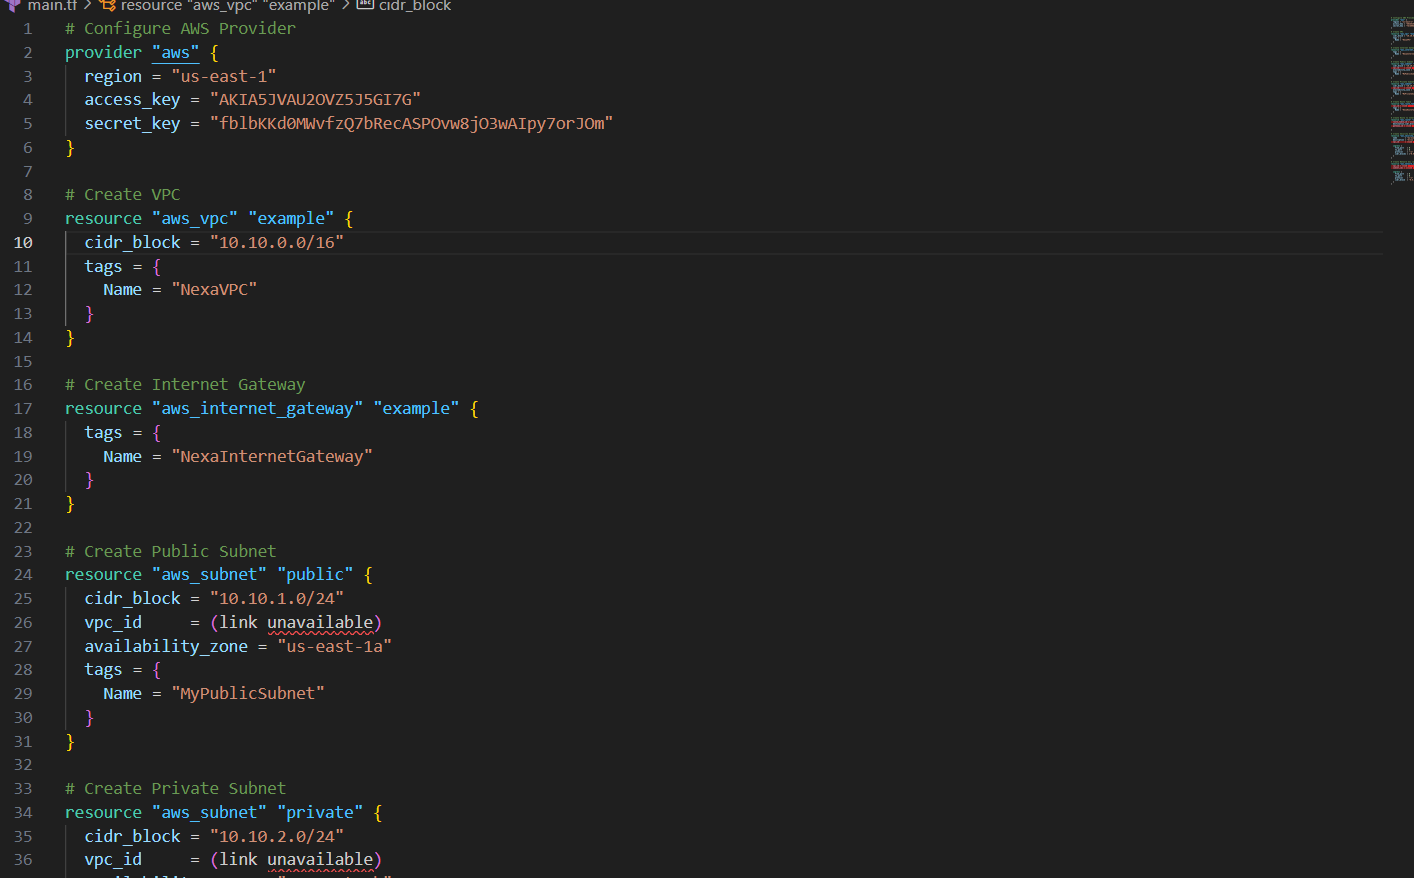 main.tf > resource "aws_vpc" "example" > abc cidr_block
1 # Configure AWS Provider
2 provider "aws" {
3 region = "us-east-1"
4 access_key = "AKIA5JVAU2OVZ5J5GI7G"
5 secret_key = "fblbKKd0MWvfzQ7bRecASPOvw8jO3wAIpy7orJOm"
6 }
7
8 # Create VPC
9 resource "aws_vpc" "example" {
10 cidr_block = "10.10.0.0/16"
11 tags = {
12 Name = "NexaVPC"
13 }
14 }
15
16 # Create Internet Gateway
17 resource "aws_internet_gateway" "example" {
18 tags = {
19 Name = "NexaInternetGateway"
20 }
21 }
22
23 # Create Public Subnet
24 resource "aws_subnet" "public" {
25 cidr_block = "10.10.1.0/24"
26 vpc_id     = (link unavailable)
27 availability_zone = "us-east-1a"
28 tags = {
29 Name = "MyPublicSubnet"
30 }
31 }
32
33 # Create Private Subnet
34 resource "aws_subnet" "private" {
35 cidr_block = "10.10.2.0/24"
36 vpc_id     = (link unavailable)